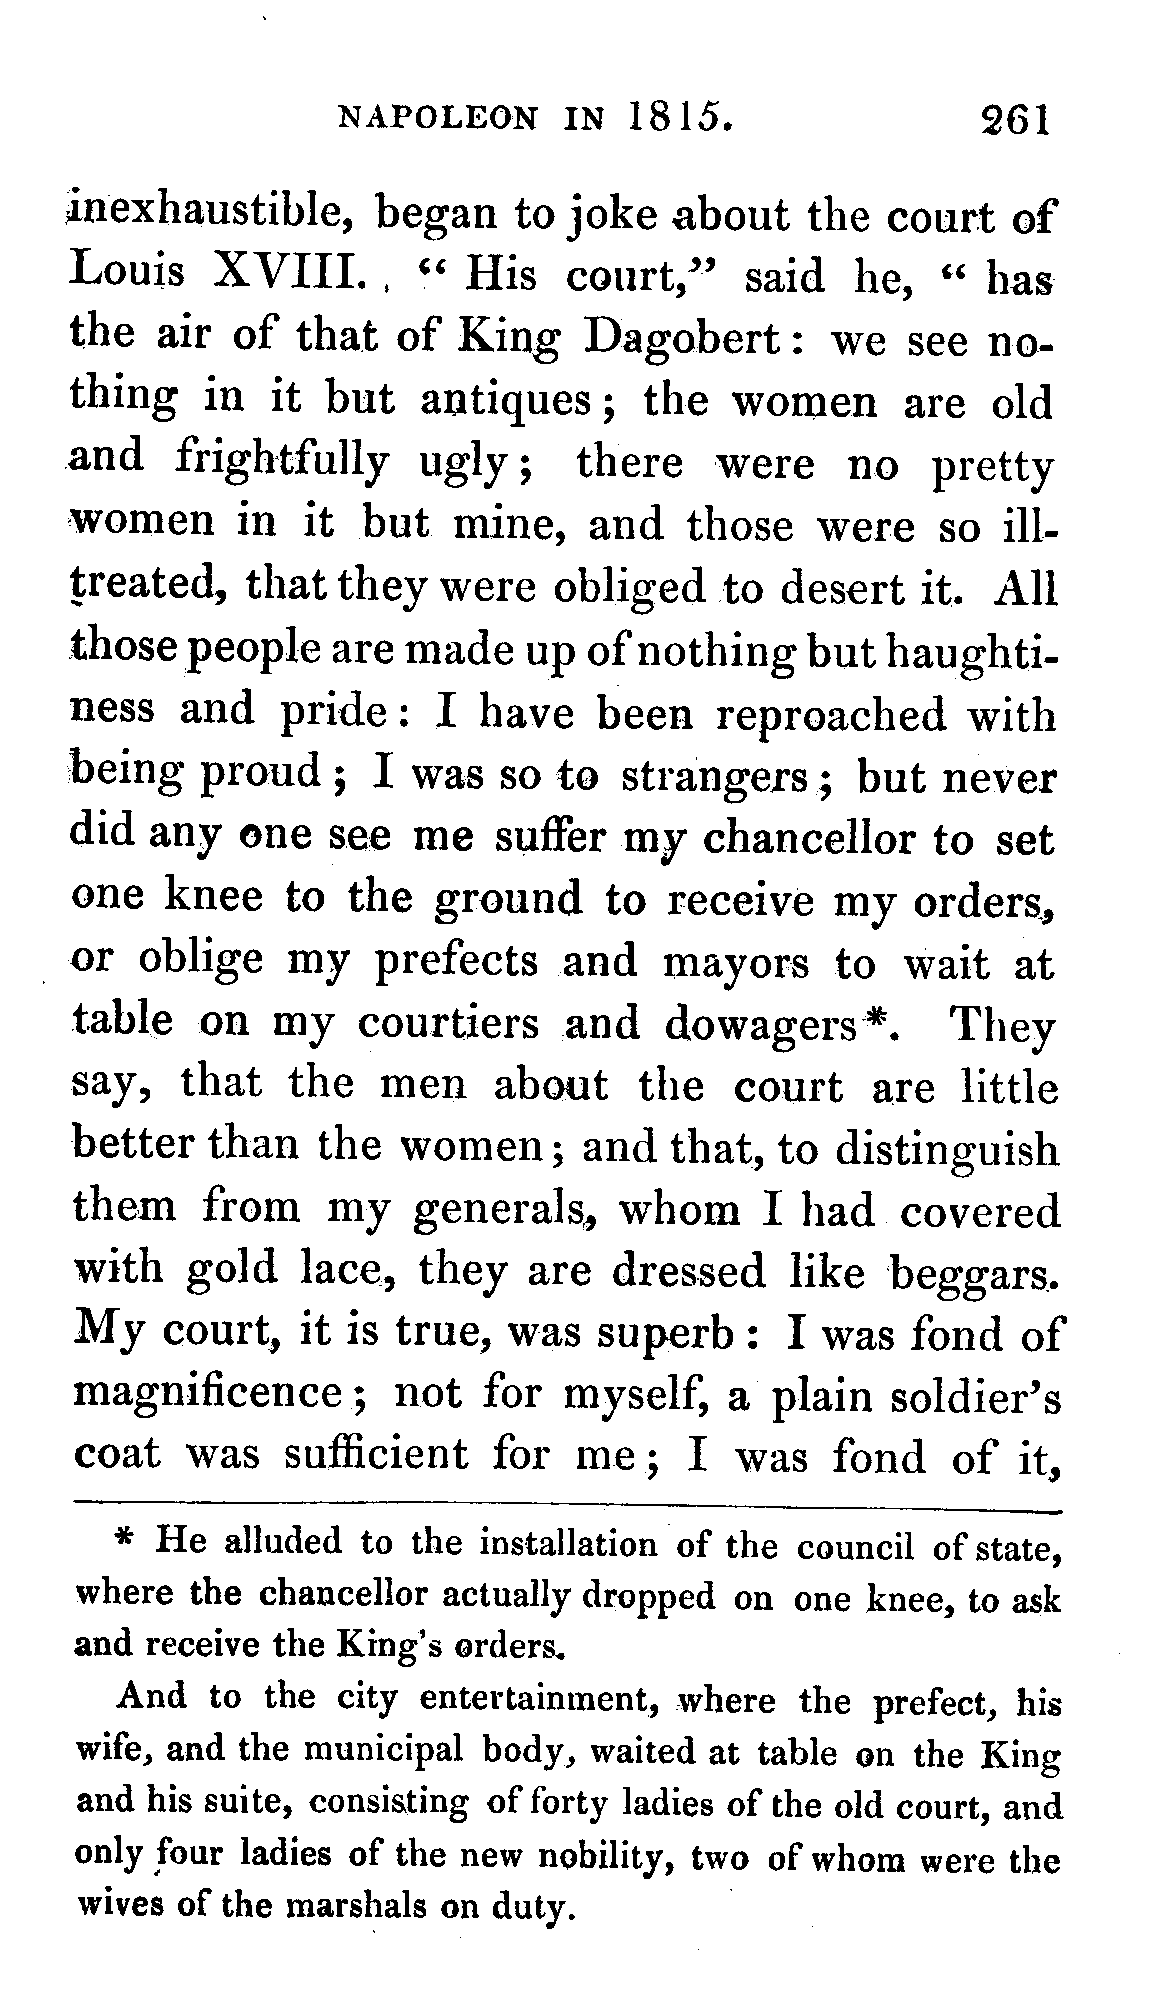 NAPOLEON IN 1815. 261
inexhaustible, began to joke about the court of
Louis XVIII. " His court," said he, " has
the air of that of King Dagobert : we see no-
thing in it but antiques ; the women are old
and frightfully ugly ; there were no pretty
women in it but mine, and those were so ill-
treated, that they were obliged to desert it. All
those people are made up of nothing but haughti-
ness and pride : I have been reproached with
being proud ; I was so to strangers ; but never
did any one see me suffer my chancellor to set
one knee to the ground to receive my orders,
or oblige my prefects and mayors to wait at
table on my courtiers and dowagers*. They
say, that the men about the court are little
better than the women ; and that, to distinguish
them from my generals, whom I had covered
with gold lace, they are dressed like beggars.
My court, it is true, was superb : I was fond of
magnificence ; not for myself, a plain soldier's
coat was sufficient for me ; I was fond of it,
* He alluded to the installation of the council of state,
where the chancellor actually dropped on one knee, to ask
and receive the King's orders.
And to the city entertainment, where the prefect, his
wife, and the municipal body, waited at table on the King
and his suite, consisting of forty ladies of the old court, and
only four ladies of the new nobility, two of whom were the
wives of the marshals on duty.